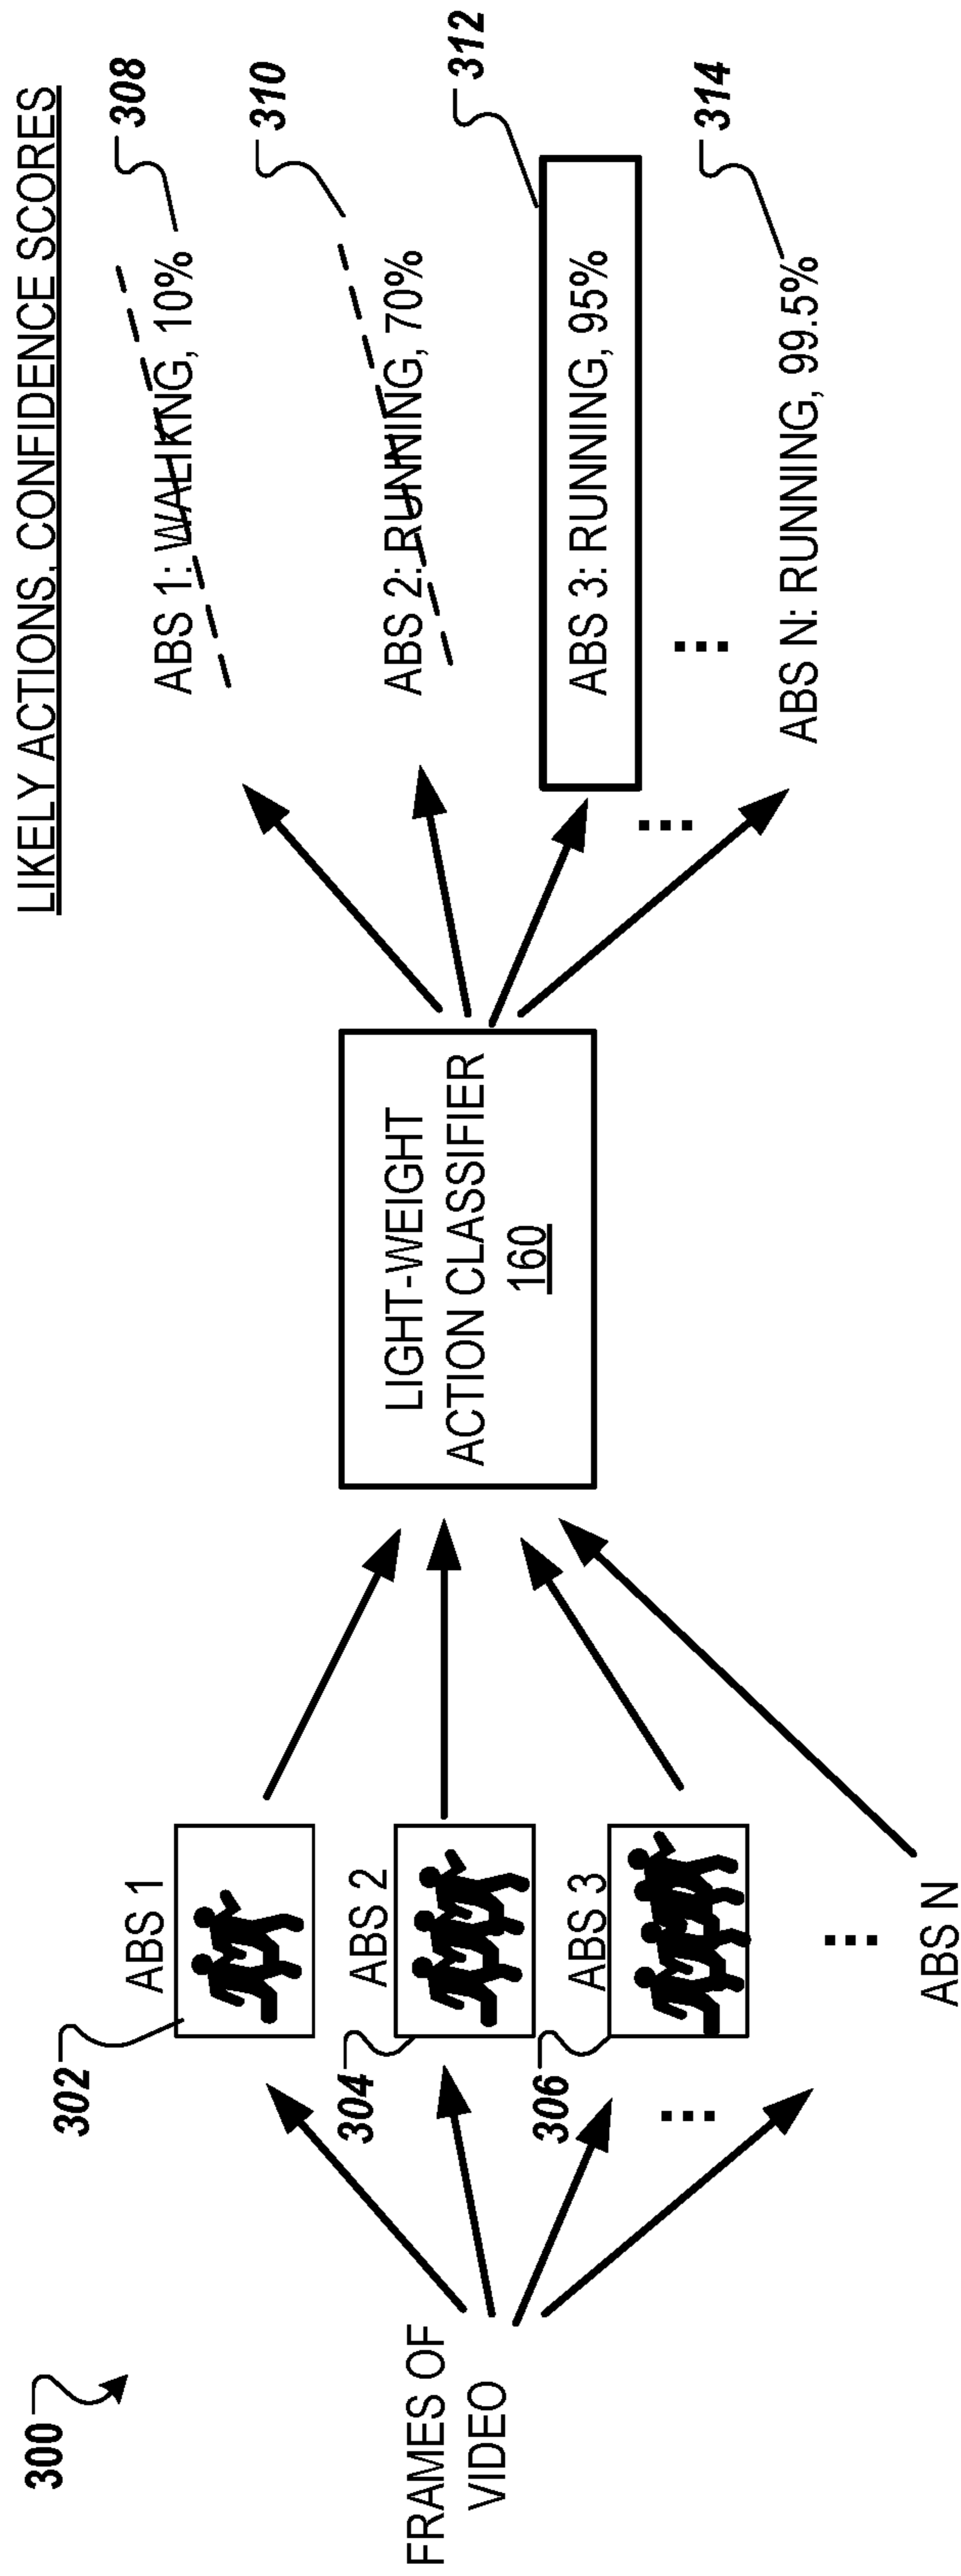 300
FRAMES OF
VIDEO
302
ABS 1
304
ABS 2
306
ABS 3
ABS N
LIGHT-WEIGHT
ACTION CLASSIFIER
160
LIKELY ACTIONS, CONFIDENCE SCORES
ABS 1: WALIKNG, 10%
308
ABS 2: RUNNING, 70%
310
ABS 3: RUNNING, 95%
312
ABS N: RUNNING, 99.5%
314